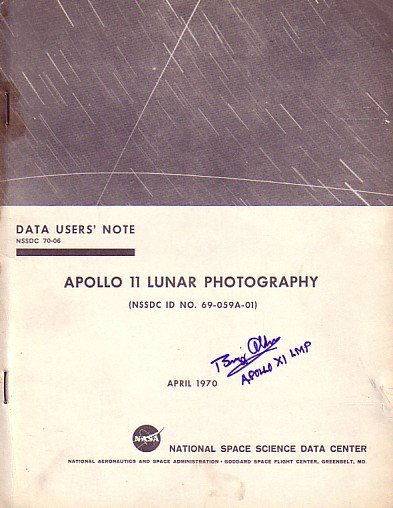 DATA USERS' NOTE
NSSDC 70-06
APOLLO 11 LUNAR PHOTOGRAPHY
(NSSDC ID NO. 69-059A-01)
Buzz Aldrin
APOLLO XI LMP
APRIL 1970
NASA
NATIONAL SPACE SCIENCE DATA CENTER
NATIONAL AERONAUTICS AND SPACE ADMINISTRATION • GODDARD SPACE FLIGHT CENTER, GREENBELT, MD.